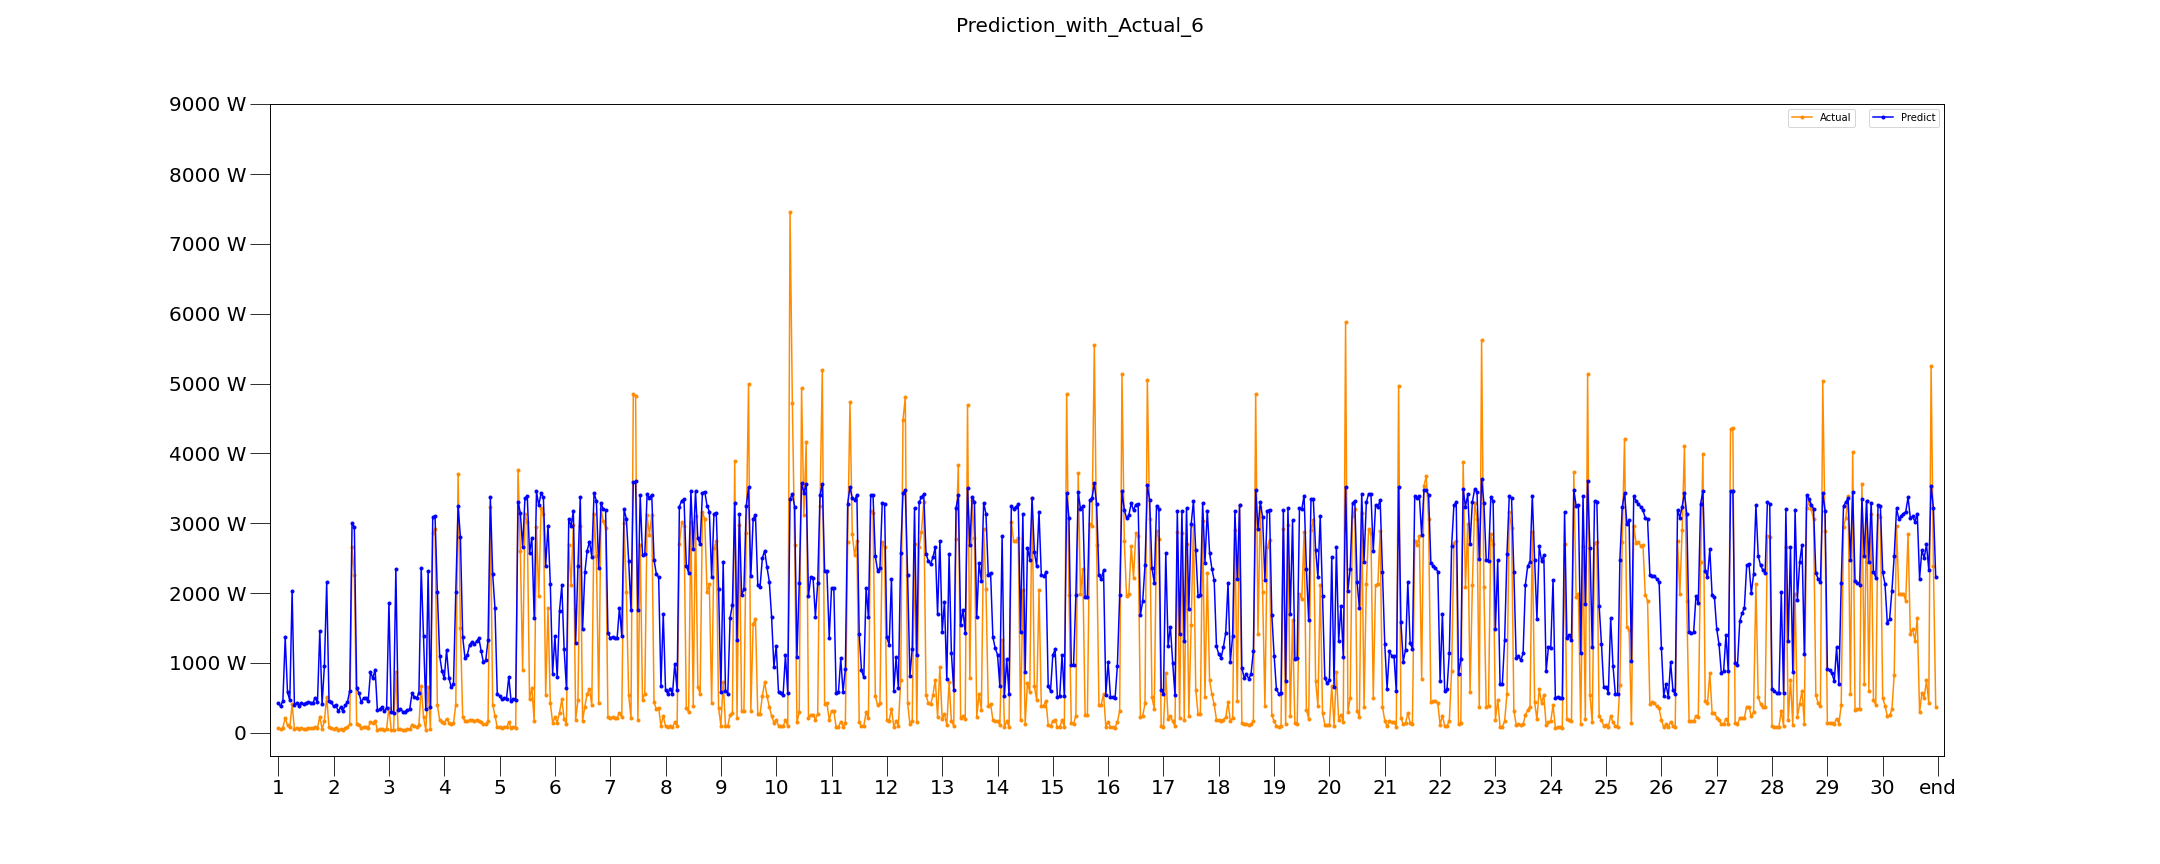 Prediction_with_Actual_6
9000 W
8000 W
7000 W
6000 W
5000 W
4000 W
3000 W
2000 W
1000 W
0
Actual Predict
1 2 3 4 5 6 7 8 9 10 11 12 13 14 15 16 17 18 19 20 21 22 23 24 25 26 27 28 29 30 end